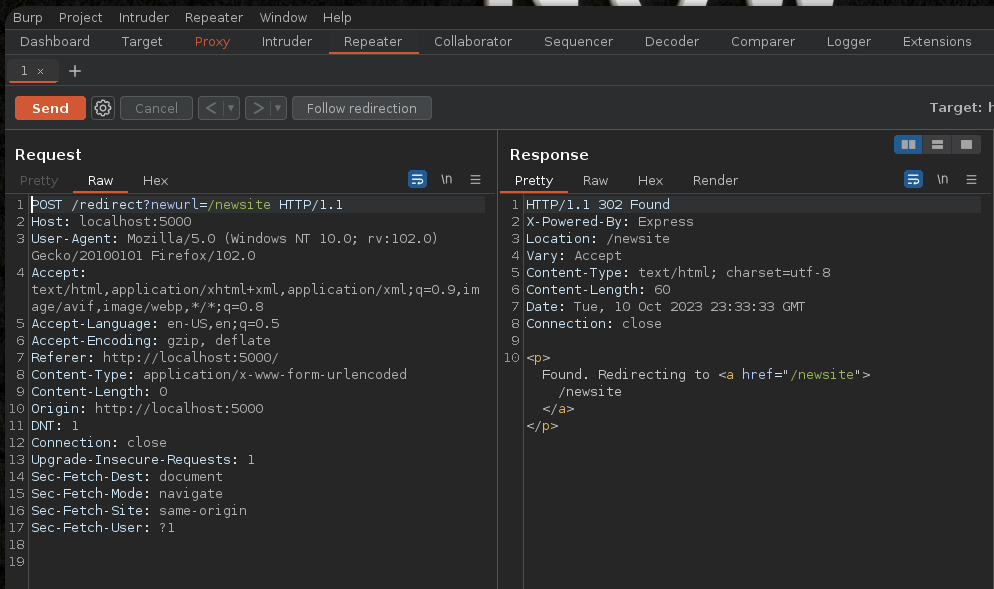 Burp Project Intruder Repeater Window Help
Dashboard Target Proxy Intruder Repeater Collaborator Sequencer Decoder Comparer Logger Extensions
1 × +
Send Cancel < > Follow redirection Target:
Request
Pretty Raw Hex \n
1 POST /redirect?newurl=/newsite HTTP/1.1
2 Host: localhost:5000
3 User-Agent: Mozilla/5.0 (Windows NT 10.0; rv:102.0)
Gecko/20100101 Firefox/102.0
4 Accept:
text/html,application/xhtml+xml,application/xml;q=0.9,im
age/avif,image/webp,*/*;q=0.8
5 Accept-Language: en-US,en;q=0.5
6 Accept-Encoding: gzip, deflate
7 Referer: http://localhost:5000/
8 Content-Type: application/x-www-form-urlencoded
9 Content-Length: 0
10 Origin: http://localhost:5000
11 DNT: 1
12 Connection: close
13 Upgrade-Insecure-Requests: 1
14 Sec-Fetch-Dest: document
15 Sec-Fetch-Mode: navigate
16 Sec-Fetch-Site: same-origin
17 Sec-Fetch-User: ?1
18
19
Response
Pretty Raw Hex Render \n
1 HTTP/1.1 302 Found
2 X-Powered-By: Express
3 Location: /newsite
4 Vary: Accept
5 Content-Type: text/html; charset=utf-8
6 Content-Length: 60
7 Date: Tue, 10 Oct 2023 23:33:33 GMT
8 Connection: close
9
10 <p>
Found. Redirecting to <a href="/newsite">
/newsite
</a>
</p>